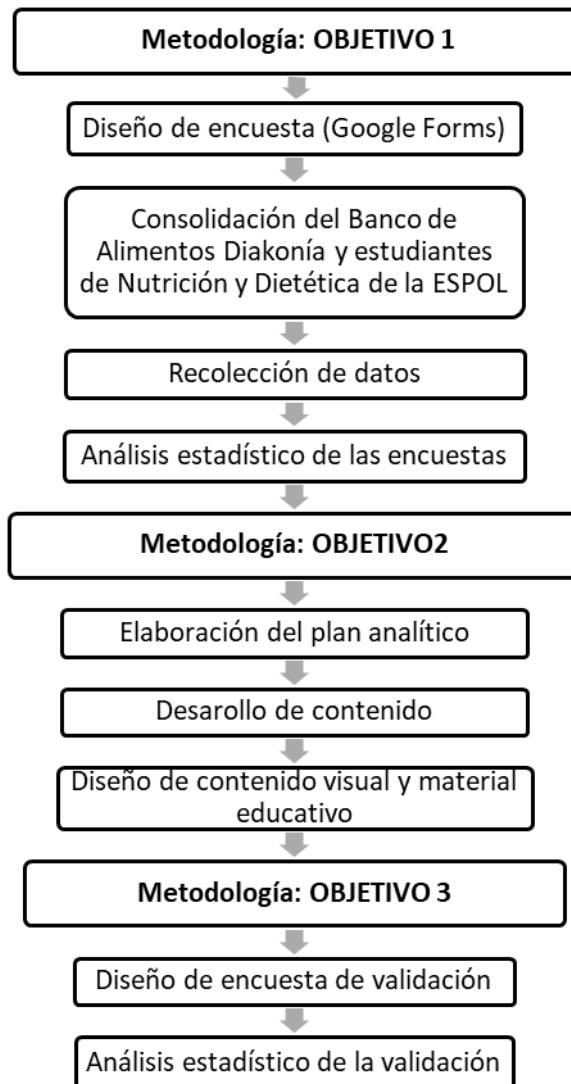 Metodología: OBJETIVO 1
Diseño de encuesta (Google Forms)
Consolidación del Banco de
Alimentos Diakonía y estudiantes
de Nutrición y Dietética de la ESPOL
Recolección de datos
Análisis estadístico de las encuestas
Metodología: OBJETIVO2
Elaboración del plan analítico
Desarollo de contenido
Diseño de contenido visual y material
educativo
Metodología: OBJETIVO 3
Diseño de encuesta de validación
Análisis estadístico de la validación